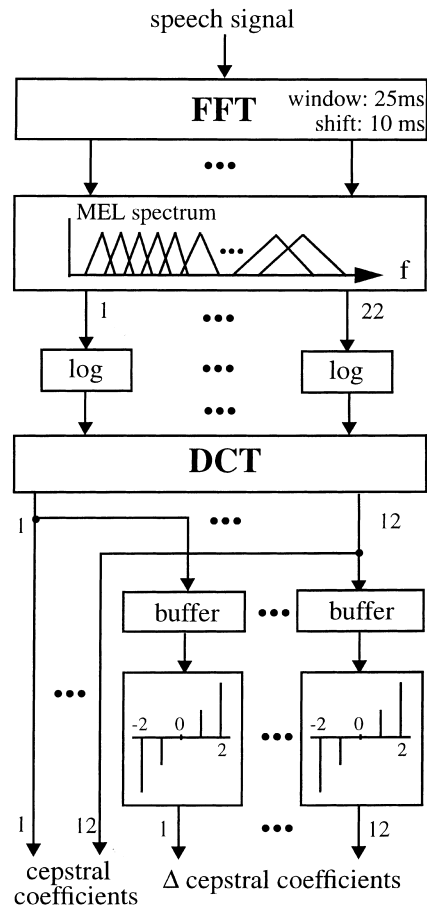 speech signal
FFT
window: 25ms
shift: 10 ms
•••
MEL spectrum
•••
f
1
•••
22
log
•••
log
•••
DCT
1
•••
12
buffer
•••
buffer
•••
-2
0
2
•••
-2
0
2
1
12
1
•••
12
cepstral
coefficients
Δ cepstral coefficients